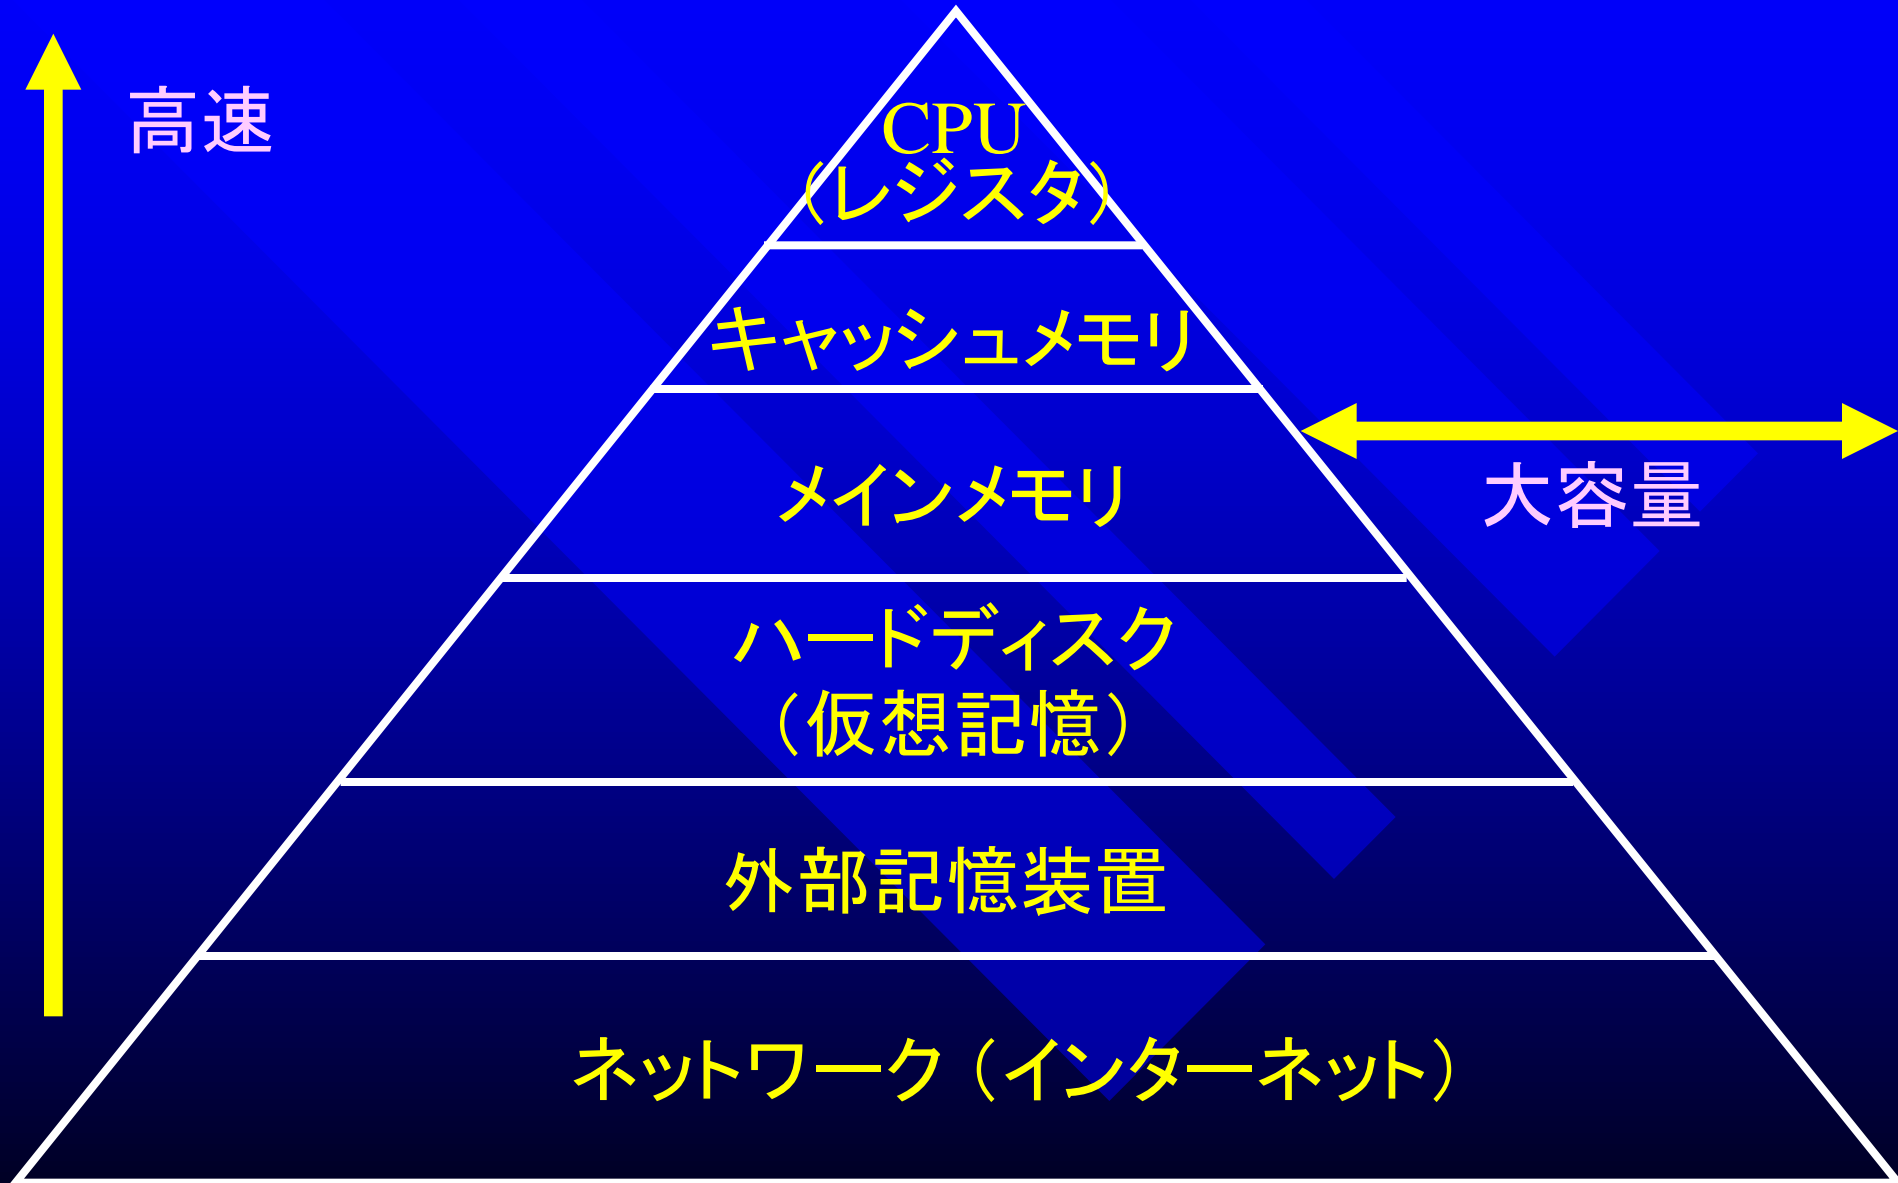 高速
CPU
(レジスタ)
キャッシュメモリ
大容量
メインメモリ
ハードディスク
（仮想記憶）
外部記憶装置
ネットワーク（インターネット）